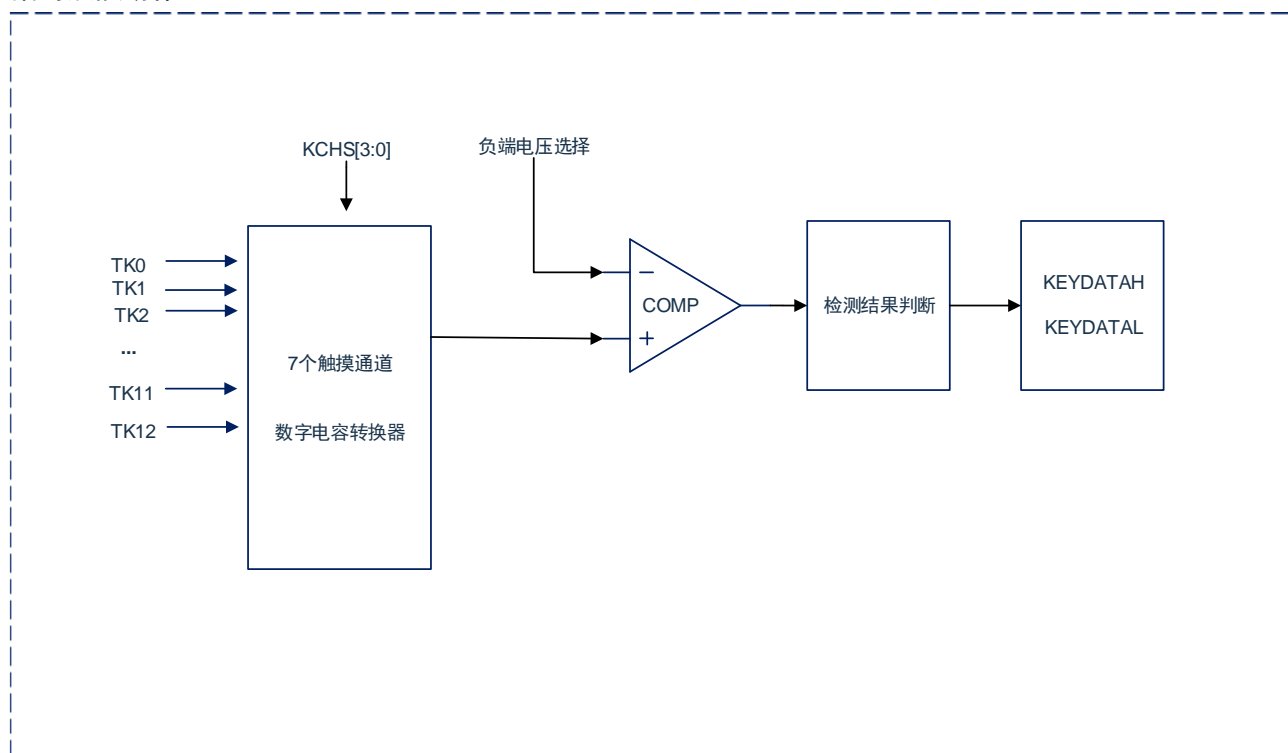 KCHS[3:0]
负端电压选择
TK0
TK1
TK2
...
TK11
TK12
7个触摸通道
数字电容转换器
−
COMP
+
检测结果判断
KEYDATAH
KEYDATAL